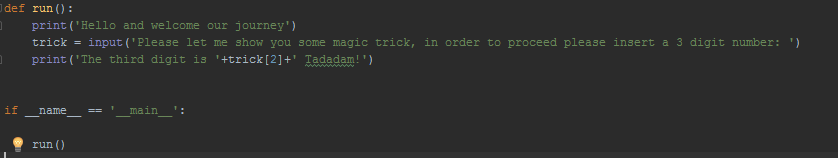 def run():
    print('Hello and welcome our journey')
    trick = input('Please let me show you some magic trick, in order to proceed please insert a 3 digit number: ')
    print('The third digit is '+trick[2]+' Tadadam!')
if __name__ == '__main__':
    run()